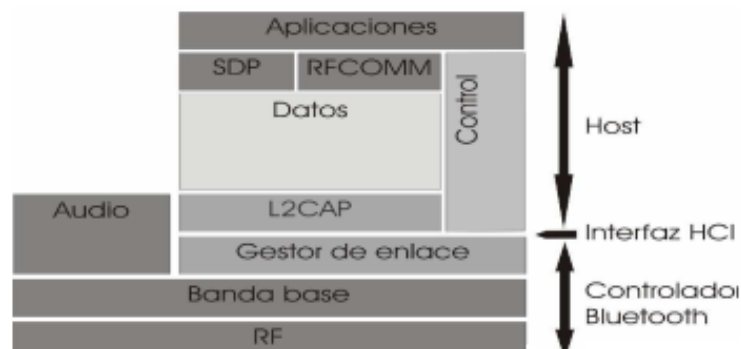 Aplicaciones
SDP
RFCOMM
Control
Datos
Host
Audio
L2CAP
Interfaz HCI
Gestor de enlace
Banda base
Controlador
Bluetooth
RF